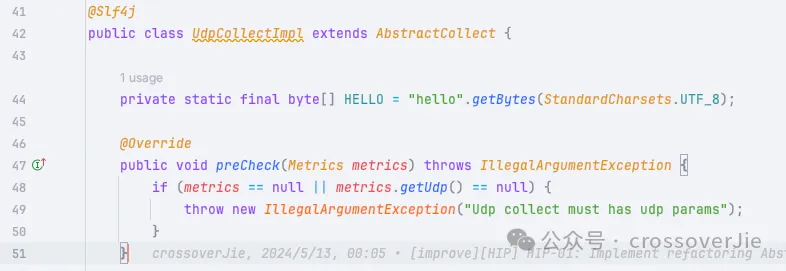 41 @Slf4j
42 public class UdpCollectImpl extends AbstractCollect {
43
1 usage
44 private static final byte[] HELLO = "hello".getBytes(StandardCharsets.UTF_8);
45
46 @Override
47 public void preCheck(Metrics metrics) throws IllegalArgumentException {
48 if (metrics == null || metrics.getUdp() == null) {
49 throw new IllegalArgumentException("Udp collect must has udp params");
50 }
51 } crossoverJie, 2024/5/13, 00:05 • [improve][HIP] HIP-01: Implement refactoring Abst
公众号 · crossoverJie